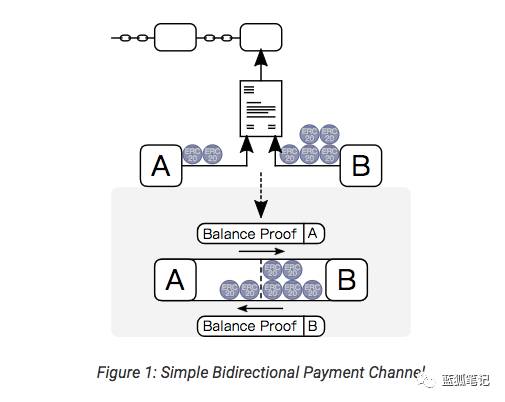 ERC
20
ERC
20
ERC
20
ERC
20
ERC
20
ERC
20
ERC
20
A
B
Balance Proof A
A
B
ERC
20
ERC
20
ERC
20
ERC
20
ERC
20
ERC
20
ERC
20
Balance Proof B
Figure 1: Simple Bidirectional Payment Channel
蓝狐笔记